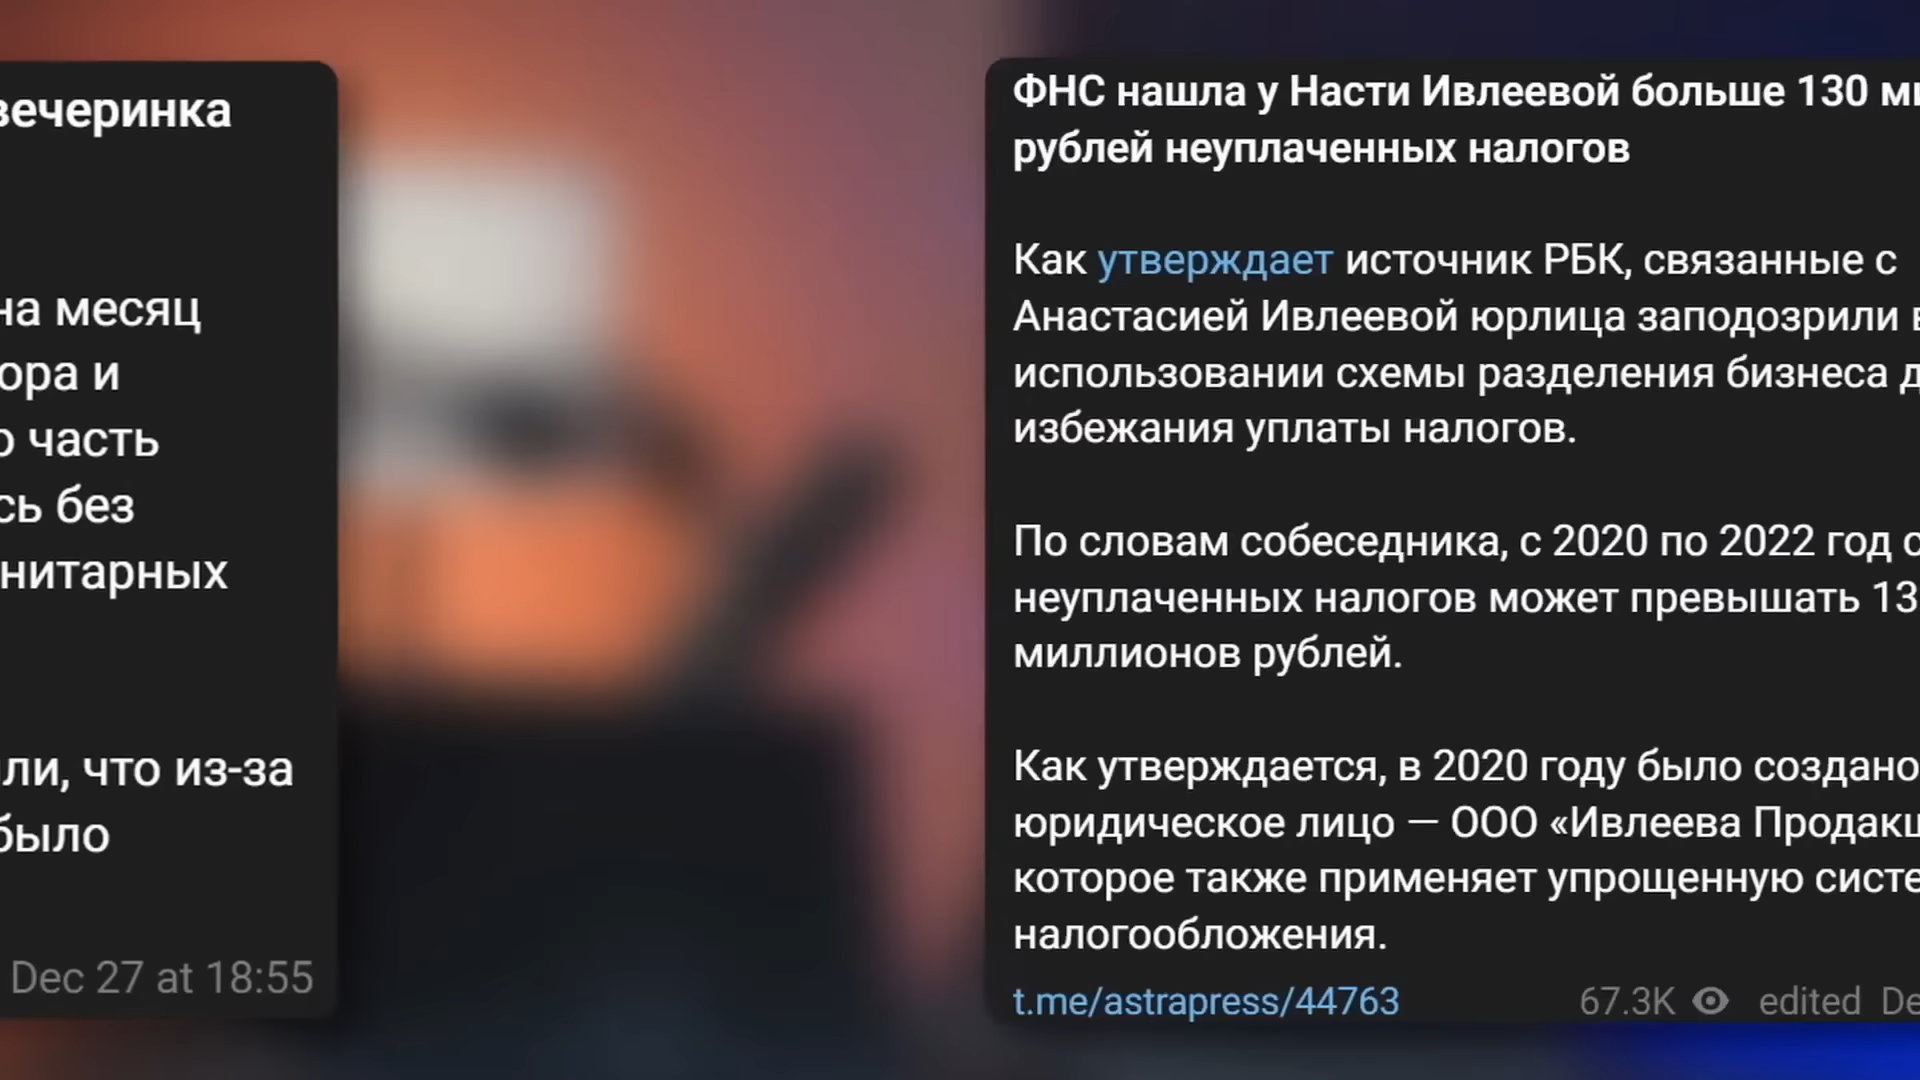 вечеринка
на месяц
ора и
часть
сь без
нитарных
ли, что из-за
было
Dec 27 at 18:55
ФНС нашла у Насти Ивлеевой больше 130
рублей неуплаченных налогов
Как утверждает источник РБК, связанные с
Анастасией Ивлеевой юрлица заподозрили в
использовании схемы разделения бизнеса
избежания уплаты налогов.
По словам собеседника, с 2020 по 2022 год
неуплаченных налогов может превышать 13
миллионов рублей.
Как утверждается, в 2020 году было создано
юридическое лицо — ООО «Ивлеева Продакш
которое также применяет упрощенную систе
налогообложения.
t.me/astrapress/44763
67.3K edited De